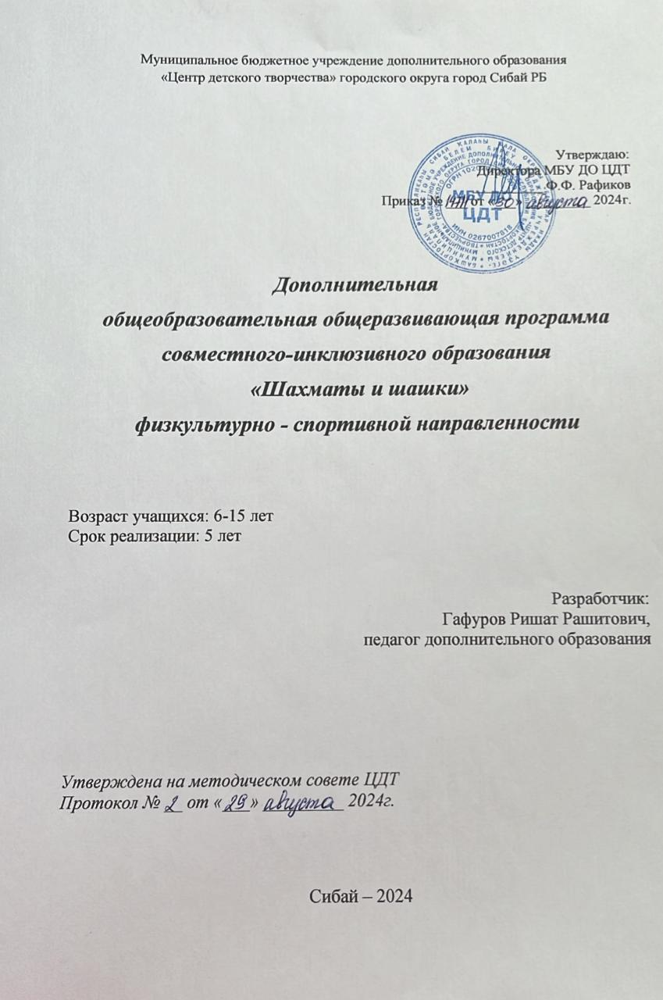 Муниципальное бюджетное учреждение дополнительного образования
«Центр детского творчества» городского округа город Сибай РБ
Утверждаю:
Директора МБУ ДО ЦДТ
Ф.Ф. Рафиков
Приказ № от «30» августа 2024г.
МБУ ДО
ЦДТ
ИНН 0267007818
Дополнительная
общеобразовательная общеразвивающая программа
совместного-инклюзивного образования
«Шахматы и шашки»
физкультурно - спортивной направленности
Возраст учащихся: 6-15 лет
Срок реализации: 5 лет
Разработчик:
Гафуров Ришат Рашитович,
педагог дополнительного образования
Утверждена на методическом совете ЦДТ
Протокол № 2 от «29» августа 2024г.
Сибай – 2024